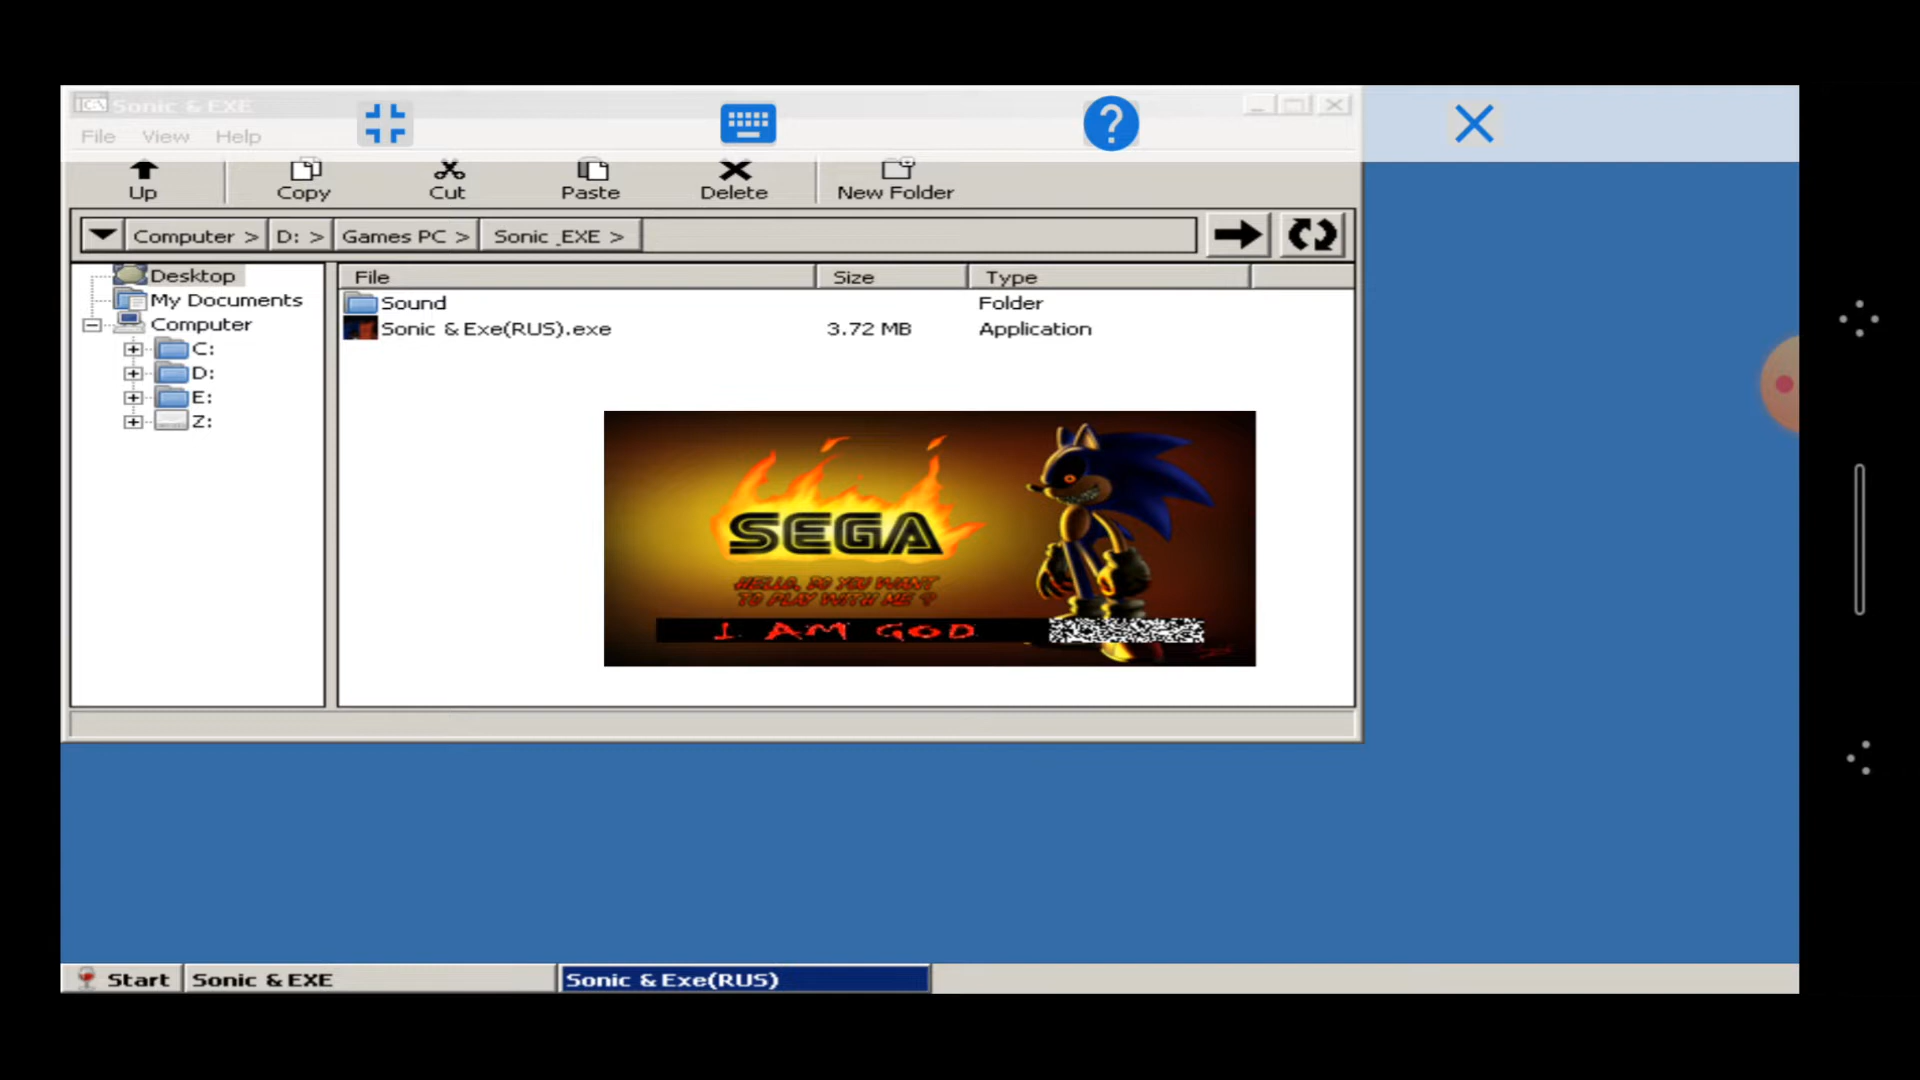 Sonic & EXE
File View Help
Up Copy Cut Paste Delete New Folder
Computer > D: > Games PC > Sonic _EXE >
Desktop
My Documents
Computer
C:
D:
E:
Z:
File Size Type
Sound Folder
Sonic & Exe(RUS).exe 3.72 MB Application
SEGA
HELLO, DO YOU WANT
TO PLAY WITH ME ?
I AM GOD
Start Sonic & EXE Sonic & Exe(RUS)